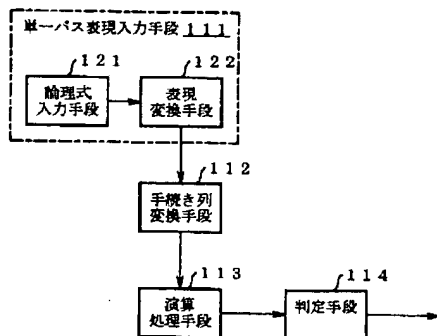 単一パス表現入力手段 111
121
122
論理式
入力手段
表現
変換手段
112
手続き列
変換手段
113
114
演算
処理手段
判定手段